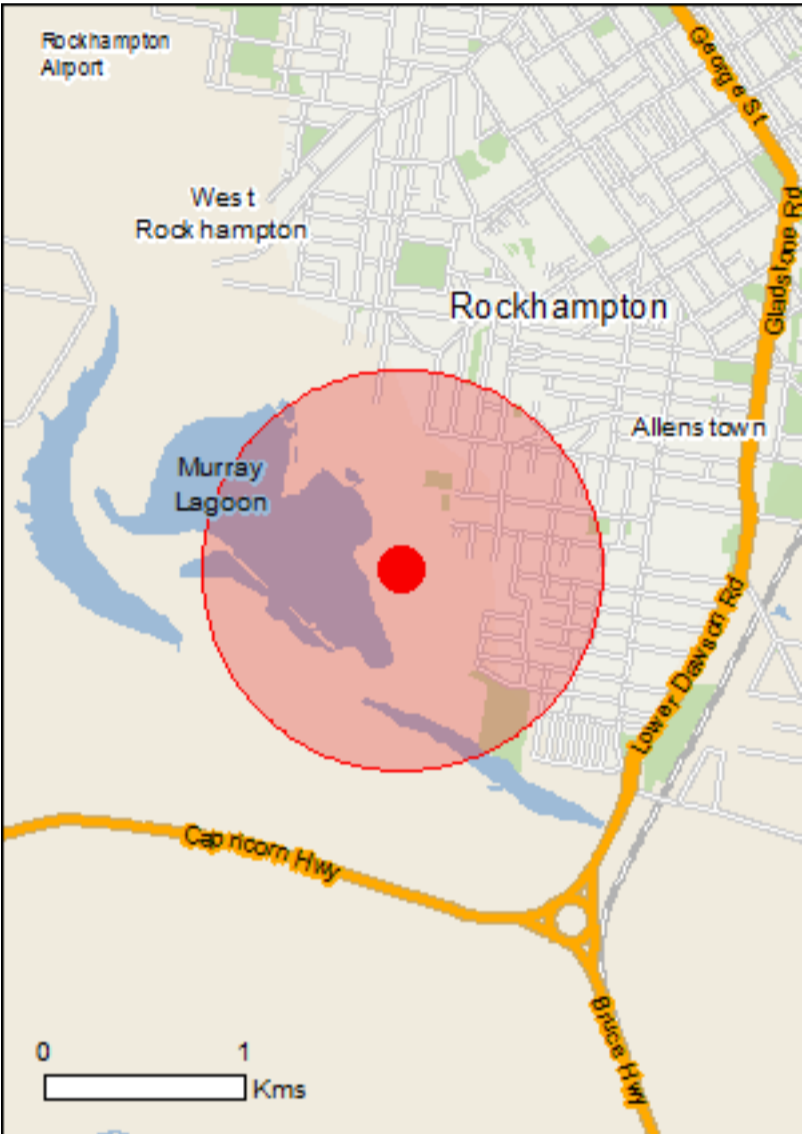 Rockhampton
Airport
George St
West
Rockhampton
Gladstone Rd
Rockhampton
Allenstown
Murray
Lagoon
Lower Dawson Rd
Capricorn Hwy
Bruce Hwy
0 1
Kms